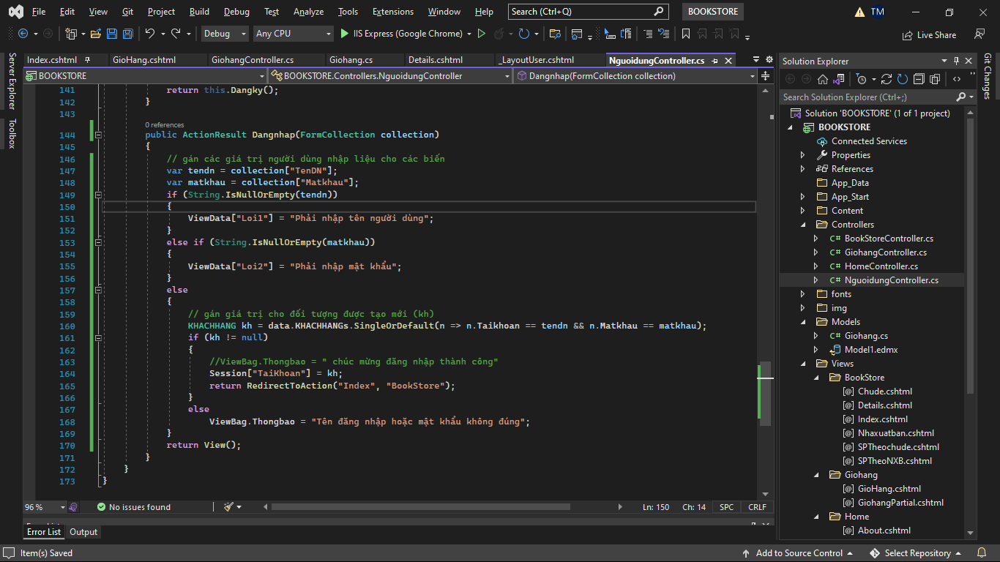 File Edit View Git Project Build Debug Test Analyze Tools Extensions Window Help Search (Ctrl+Q) BOOKSTORE TM
Debug Any CPU IIS Express (Google Chrome) Live Share
Server Explorer
Toolbox
Index.cshtml GioHang.cshtml GiohangController.cs Giohang.cs Details.cshtml _LayoutUser.cshtml NguoidungController.cs
BOOKSTORE BOOKSTORE.Controllers.NguoidungController Dangnhap(FormCollection collection)
141 return this.Dangky();
142 }
143
0 references
144 public ActionResult Dangnhap(FormCollection collection)
145 {
146 // gán các giá trị người dùng nhập liệu cho các biến
147 var tendn = collection["TenDN"];
148 var matkhau = collection["Matkhau"];
149 if (String.IsNullOrEmpty(tendn))
150 {
151 ViewData["Loi1"] = "Phải nhập tên người dùng";
152 }
153 else if (String.IsNullOrEmpty(matkhau))
154 {
155 ViewData["Loi2"] = "Phải nhập mật khẩu";
156 }
157 else
158 {
159 // gán giá trị cho đối tượng được tạo mới (kh)
160 KHACHHANG kh = data.KHACHHANGs.SingleOrDefault(n => n.Taikhoan == tendn && n.Matkhau == matkhau);
161 if (kh != null)
162 {
163 //ViewBag.Thongbao = " chúc mừng đăng nhập thành công"
164 Session["TaiKhoan"] = kh;
165 return RedirectToAction("Index", "BookStore");
166 }
167 else
168 ViewBag.Thongbao = "Tên đăng nhập hoặc mật khẩu không đúng";
169 }
170 return View();
171 }
172 }
173 }
96 % No issues found Ln: 150 Ch: 14 SPC CRLF
Error List Output
Solution Explorer
Search Solution Explorer (Ctrl+;)
Solution 'BOOKSTORE' (1 of 1 project)
BOOKSTORE
Connected Services
Properties
References
App_Data
App_Start
Content
Controllers
C# BookStoreController.cs
C# GiohangController.cs
C# HomeController.cs
C# NguoidungController.cs
fonts
img
Models
C# Giohang.cs
Model1.edmx
Views
BookStore
[@] Chude.cshtml
[@] Details.cshtml
[@] Index.cshtml
[@] Nhaxuatban.cshtml
[@] SPTheochude.cshtml
[@] SPTheoNXB.cshtml
Giohang
[@] GioHang.cshtml
[@] GiohangPartial.cshtml
Home
[@] About.cshtml
Git Changes
Item(s) Saved Add to Source Control Select Repository